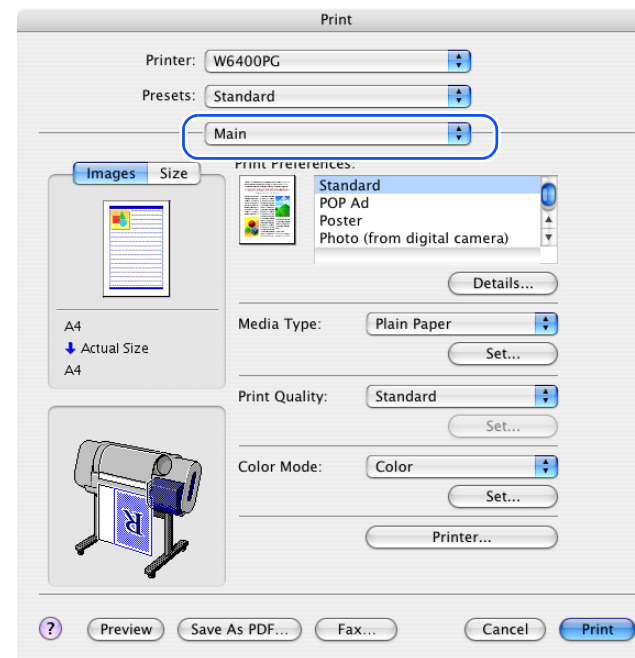 Print
Printer: W6400PG
Presets: Standard
Main
Images Size
Print Preferences:
Standard
POP Ad
Poster
Photo (from digital camera)
Details...
A4
Actual Size
A4
Media Type: Plain Paper
Set...
Print Quality: Standard
Set...
Color Mode: Color
Set...
Printer...
R
? Preview Save As PDF... Fax... Cancel Print